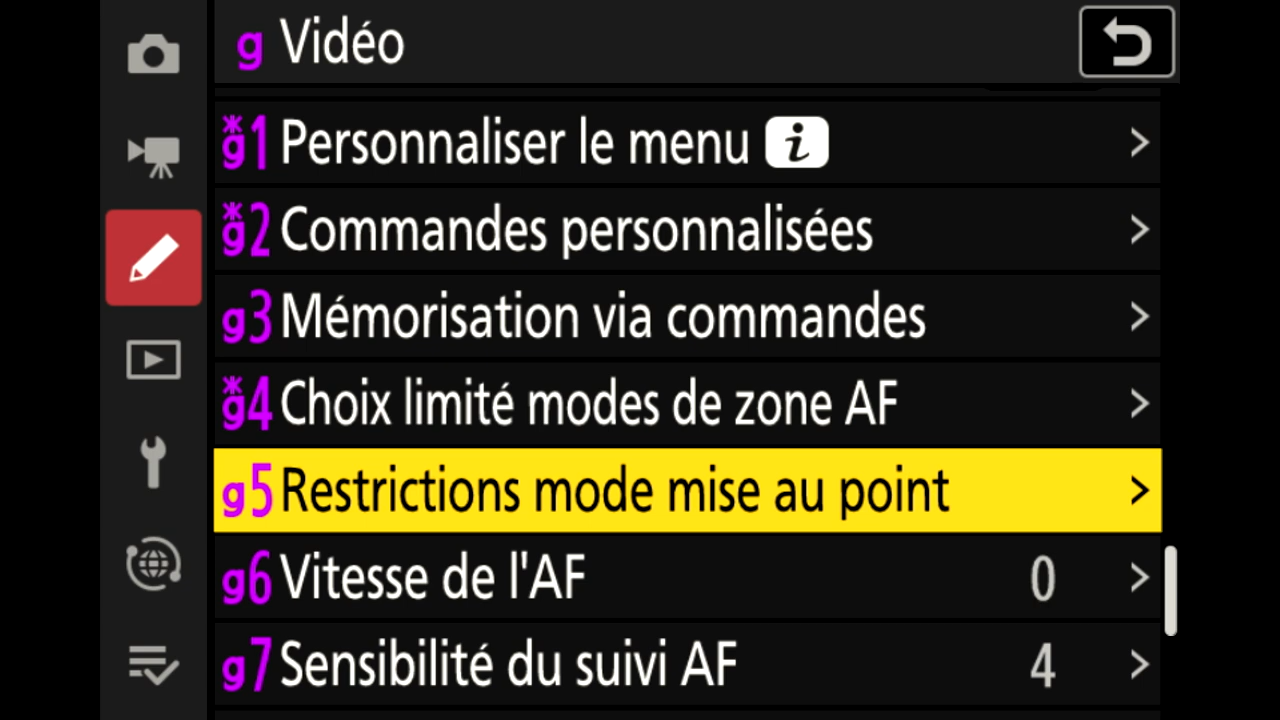 g Vidéo
*g1 Personnaliser le menu i
*g2 Commandes personnalisées
g3 Mémorisation via commandes
*g4 Choix limité modes de zone AF
g5 Restrictions mode mise au point
g6 Vitesse de l'AF 0
g7 Sensibilité du suivi AF 4